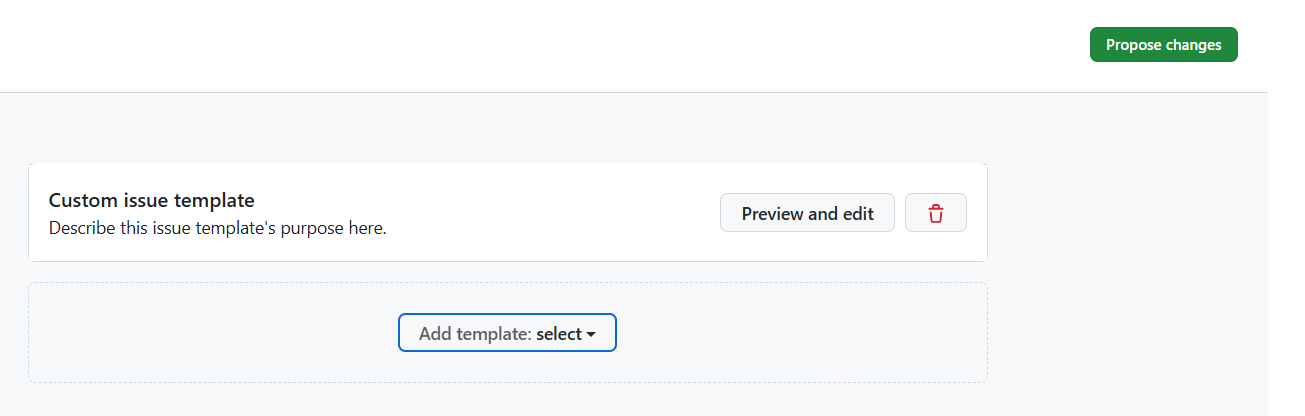 Propose changes
Custom issue template
Describe this issue template's purpose here.
Preview and edit
Add template: select